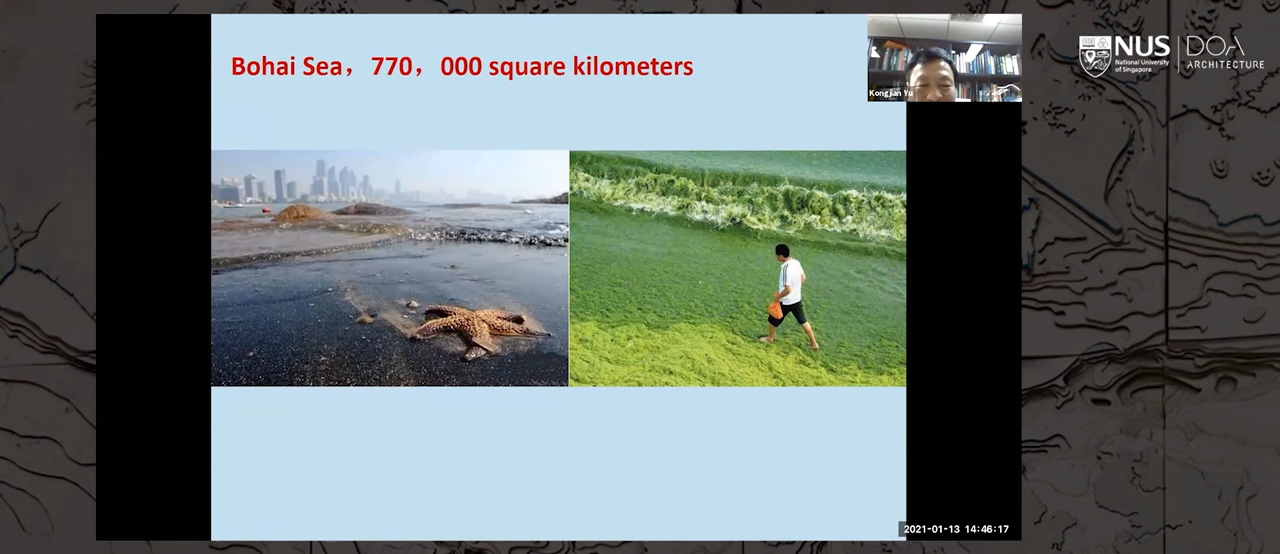 Bohai Sea，770，000 square kilometers
Kongjian Yu
NUS
National University
of Singapore
DOA
ARCHITECTURE
2021-01-13 14:46:17